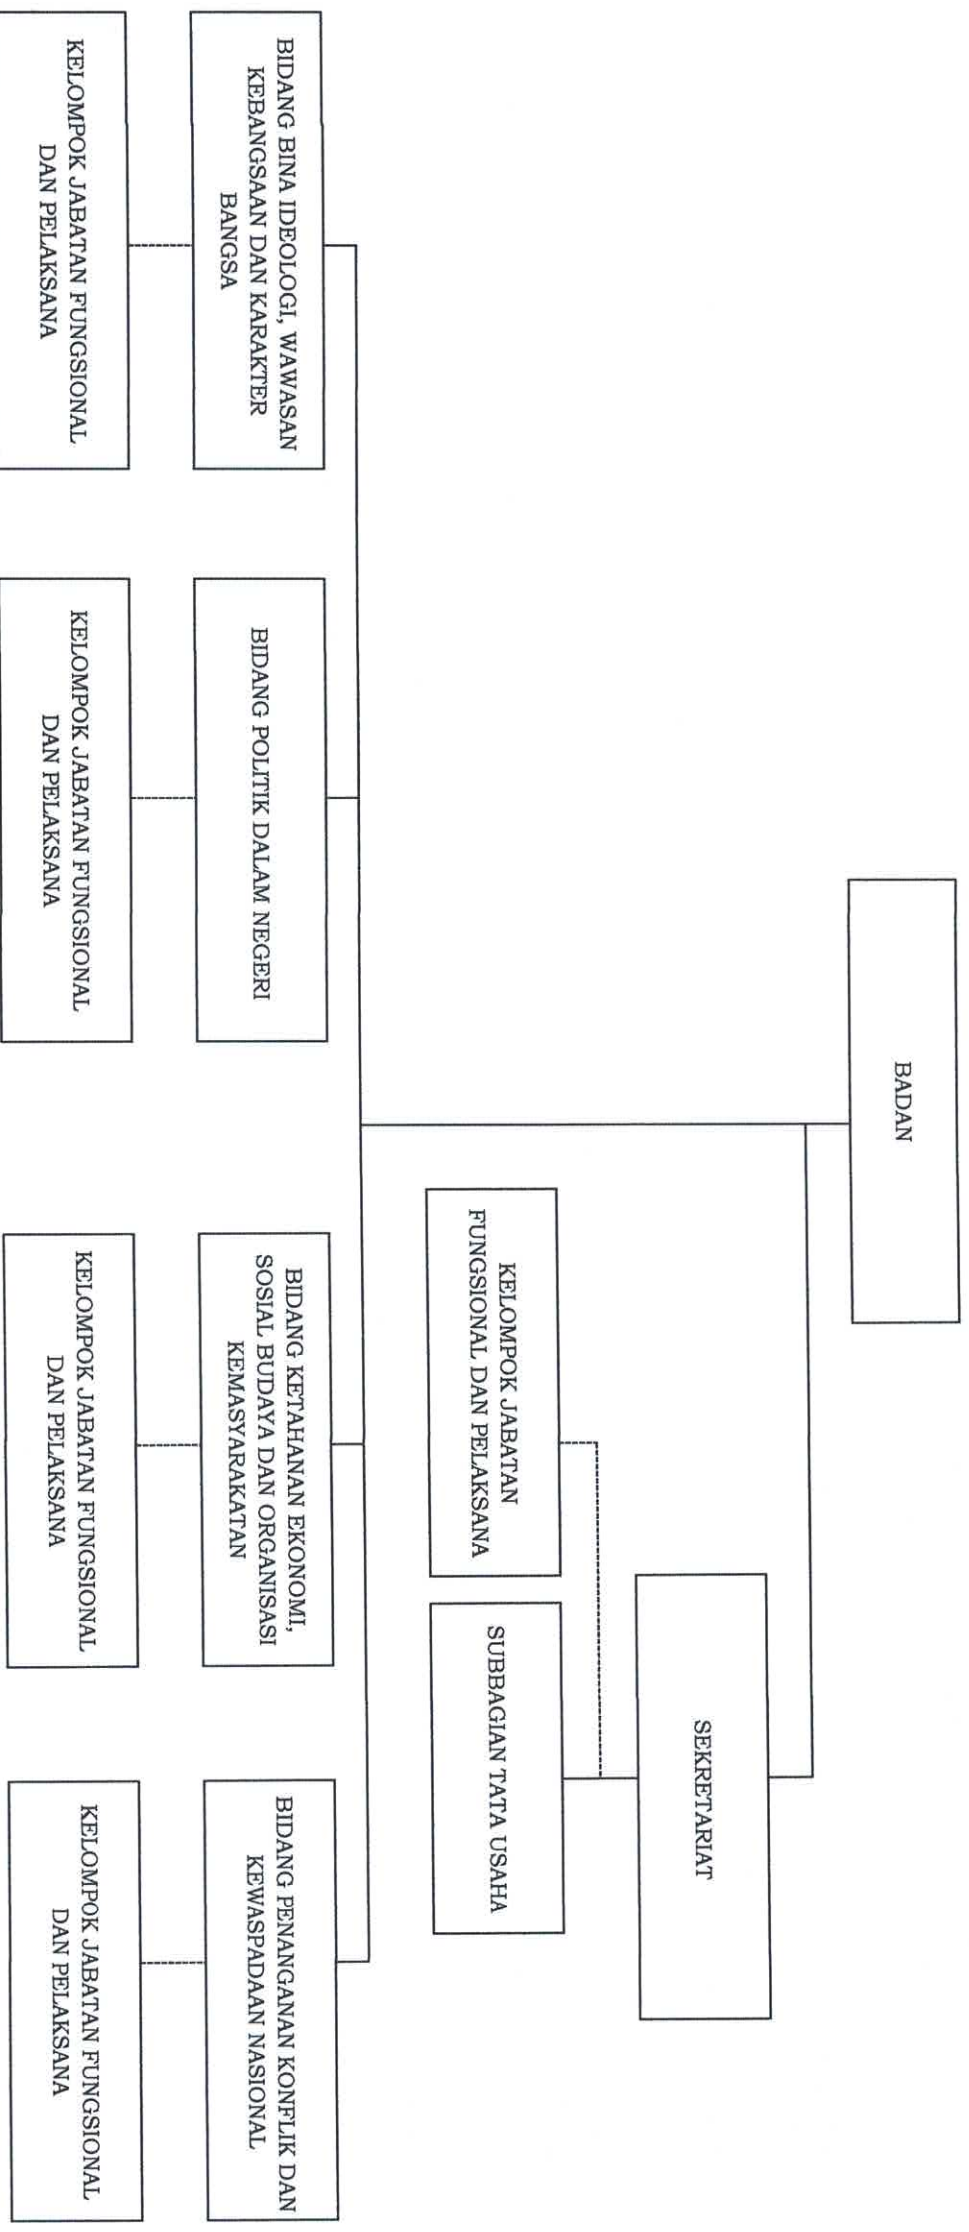 BADAN
SEKRETARIAT
KELOMPOK JABATAN
FUNGSIONAL DAN PELAKSANA
SUBBAGIAN TATA USAHA
BIDANG BINA IDEOLOGI, WAWASAN
KEBANGSAAN DAN KARAKTER
BANGSA
BIDANG POLITIK DALAM NEGERI
BIDANG KETAHANAN EKONOMI,
SOSIAL BUDAYA DAN ORGANISASI
KEMASYARAKATAN
BIDANG PENANGANAN KONFLIK DAN
KEWASPADAAN NASIONAL
KELOMPOK JABATAN FUNGSIONAL
DAN PELAKSANA
KELOMPOK JABATAN FUNGSIONAL
DAN PELAKSANA
KELOMPOK JABATAN FUNGSIONAL
DAN PELAKSANA
KELOMPOK JABATAN FUNGSIONAL
DAN PELAKSANA